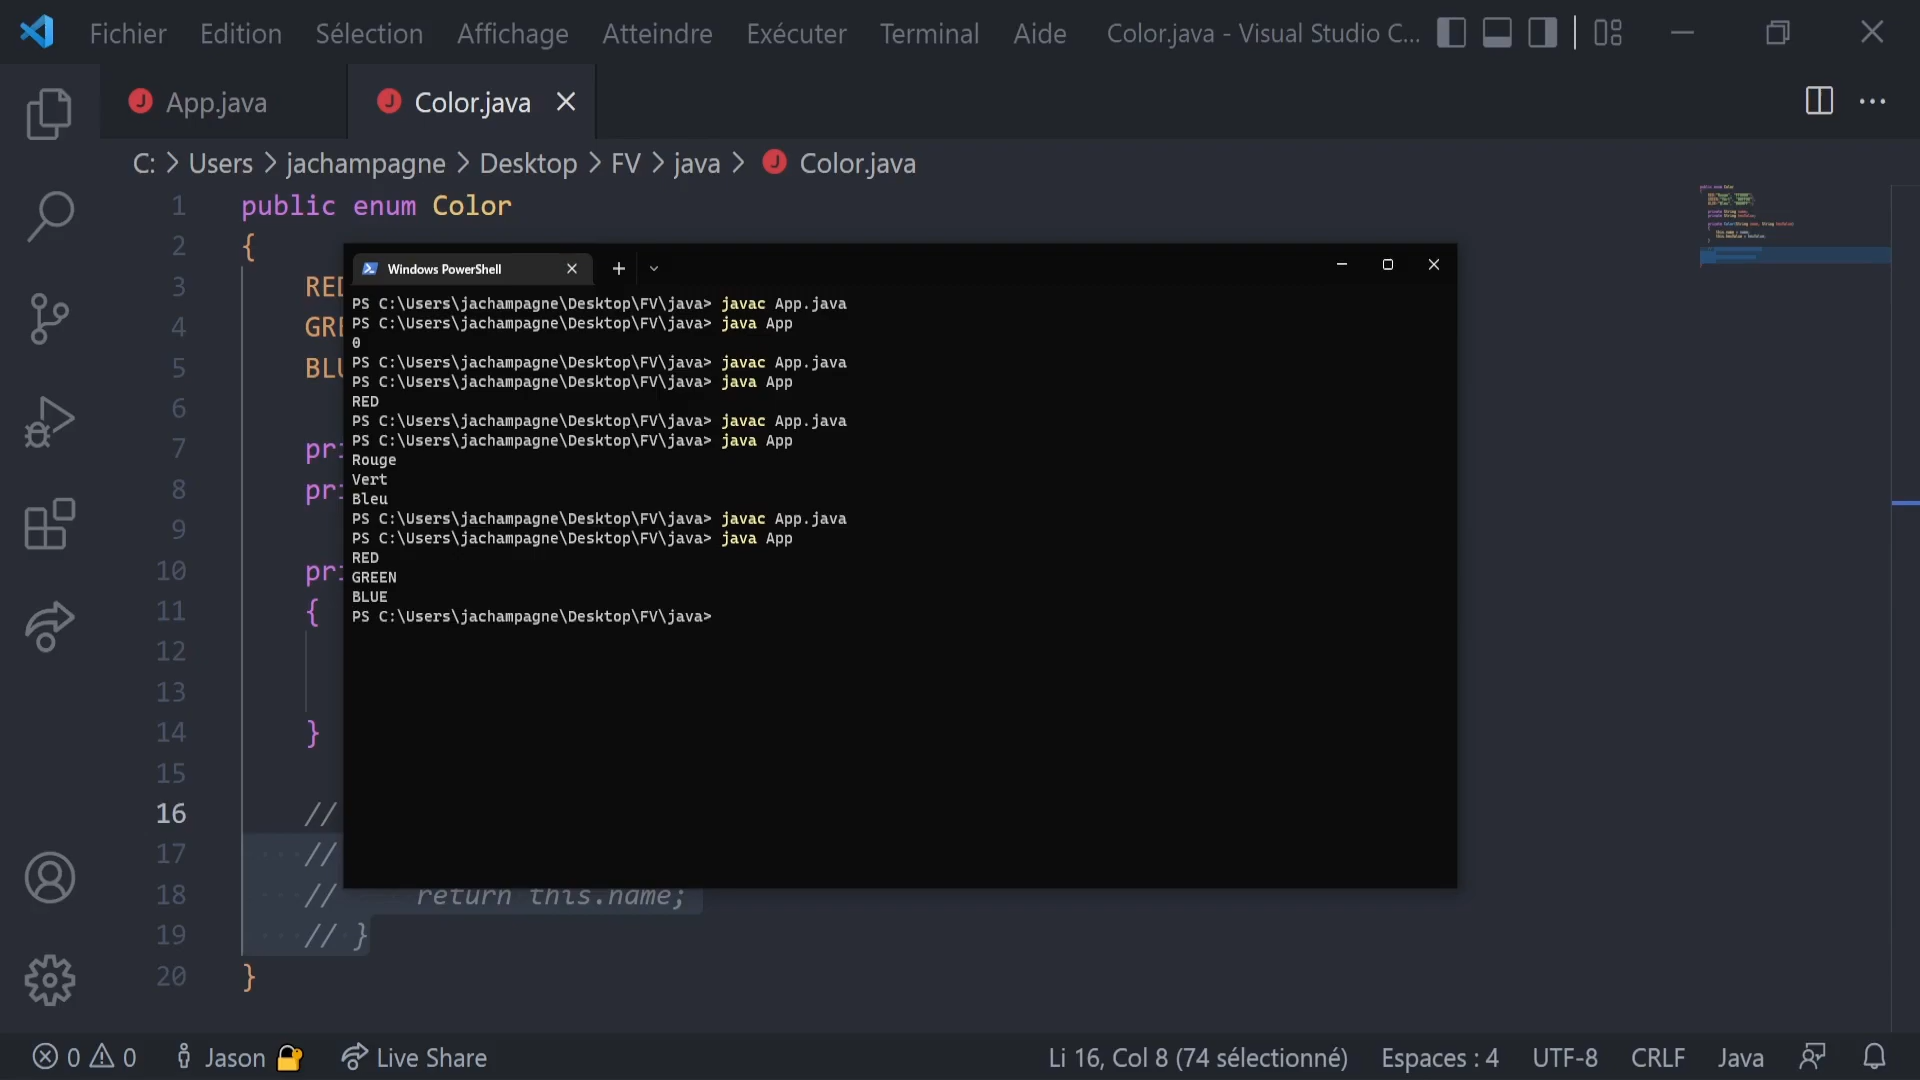 Fichier Edition Sélection Affichage Atteindre Exécuter Terminal Aide Color.java - Visual Studio C...
App.java Color.java
C: > Users > jachampagne > Desktop > FV > java > Color.java
1 public enum Color
2 {
3 RED
4 GRE
5 BLU
6
7 pri
8 pri
9
10 pri
11 {
12
13
14 }
15
16 //
17 //
18 // return this.name;
19 // }
20 }
Windows PowerShell
PS C:\Users\jachampagne\Desktop\FV\java> javac App.java
PS C:\Users\jachampagne\Desktop\FV\java> java App
0
PS C:\Users\jachampagne\Desktop\FV\java> javac App.java
PS C:\Users\jachampagne\Desktop\FV\java> java App
RED
PS C:\Users\jachampagne\Desktop\FV\java> javac App.java
PS C:\Users\jachampagne\Desktop\FV\java> java App
Rouge
Vert
Bleu
PS C:\Users\jachampagne\Desktop\FV\java> javac App.java
PS C:\Users\jachampagne\Desktop\FV\java> java App
RED
GREEN
BLUE
PS C:\Users\jachampagne\Desktop\FV\java>
0 0 Jason Live Share Li 16, Col 8 (74 sélectionné) Espaces : 4 UTF-8 CRLF Java